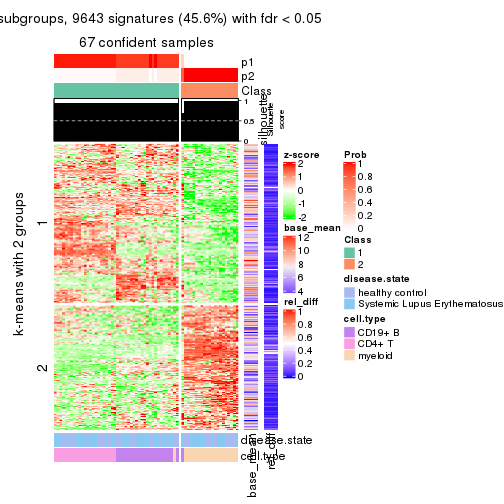 subgroups, 9643 signatures (45.6%) with fdr < 0.05
67 confident samples
p1
p2
Class
1
0.5
0
silhouette
Silhouette
score
k-means with 2 groups
1
2
z-score
2
1
0
-1
-2
base_mean
12
10
8
6
4
rel_diff
1
0.8
0.6
0.4
0.2
0
Prob
1
0.8
0.6
0.4
0.2
0
Class
1
2
disease.state
healthy control
Systemic Lupus Erythematosus
cell.type
CD19+ B
CD4+ T
myeloid
disease.state
cell.type
base_mean
rel_diff